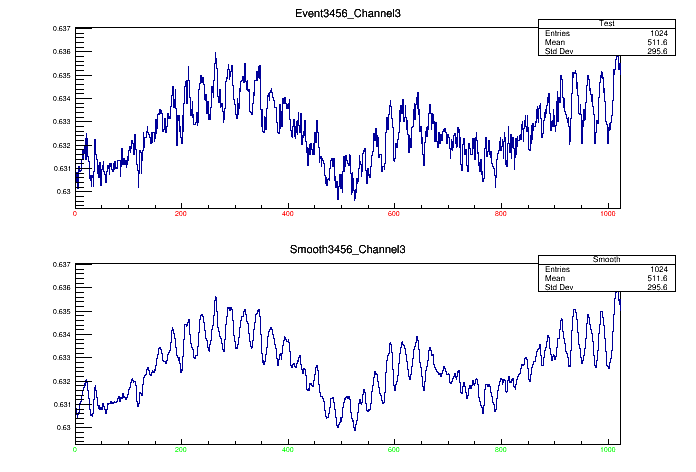 Event3456_Channel3
Test
Entries 1024
Mean 511.6
Std Dev 295.6
0.637
0.636
0.635
0.634
0.633
0.632
0.631
0.63
0 200 400 600 800 1000
Smooth3456_Channel3
Smooth
Entries 1024
Mean 511.6
Std Dev 295.6
0.637
0.636
0.635
0.634
0.633
0.632
0.631
0.63
0 200 400 600 800 1000